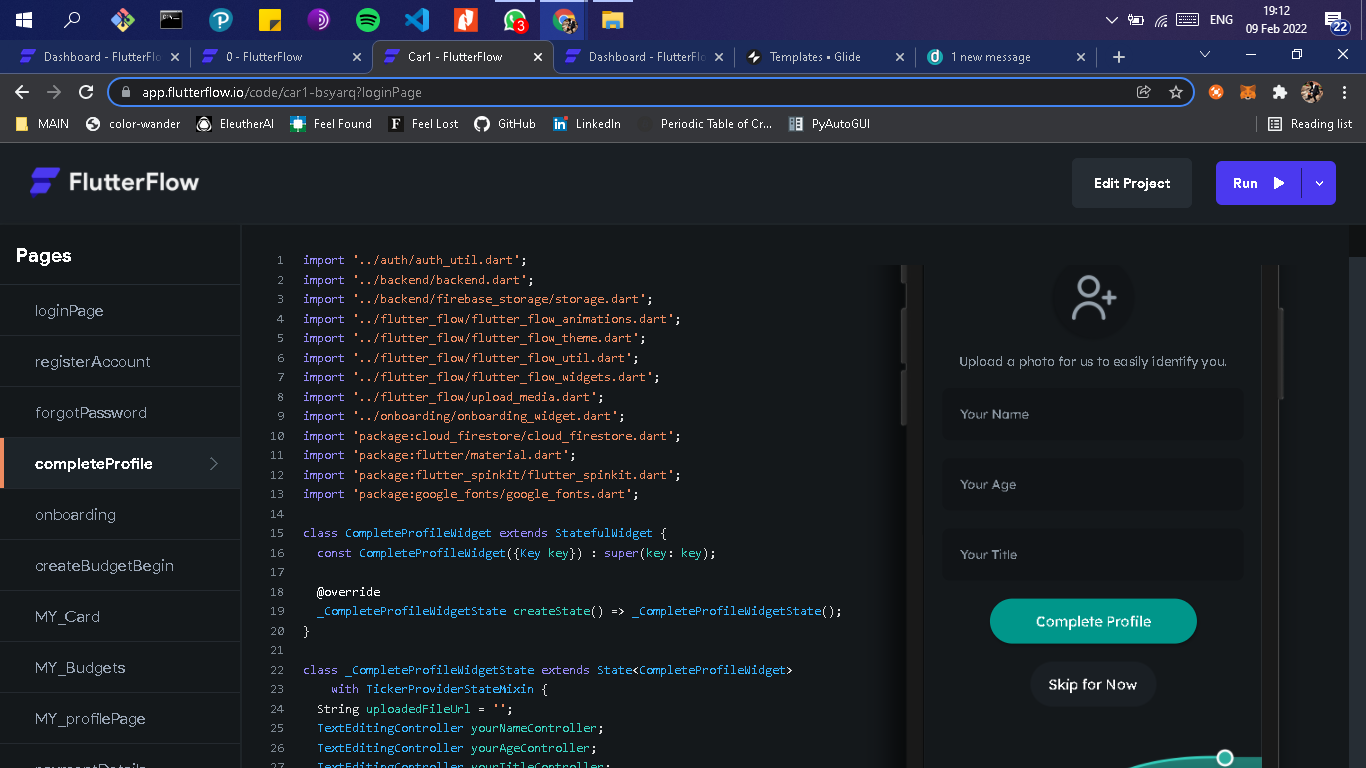 3
ENG
19:12
09 Feb 2022
22
Dashboard - FlutterFlo
0 - FlutterFlow
Car1 - FlutterFlow
Dashboard - FlutterFlo
Templates • Glide
1 new message
app.flutterflow.io/code/car1-bsyarq?loginPage
MAIN
color-wander
EleutherAI
Feel Found
Feel Lost
GitHub
LinkedIn
Periodic Table of Cr...
PyAutoGUI
Reading list
FlutterFlow
Edit Project
Run
Pages
loginPage
registerAccount
forgotPassword
completeProfile
onboarding
createBudgetBegin
MY_Card
MY_Budgets
MY_profilePage
paymentDetails
1 import '../auth/auth_util.dart';
2 import '../backend/backend.dart';
3 import '../backend/firebase_storage/storage.dart';
4 import '../flutter_flow/flutter_flow_animations.dart';
5 import '../flutter_flow/flutter_flow_theme.dart';
6 import '../flutter_flow/flutter_flow_util.dart';
7 import '../flutter_flow/flutter_flow_widgets.dart';
8 import '../flutter_flow/upload_media.dart';
9 import '../onboarding/onboarding_widget.dart';
10 import 'package:cloud_firestore/cloud_firestore.dart';
11 import 'package:flutter/material.dart';
12 import 'package:flutter_spinkit/flutter_spinkit.dart';
13 import 'package:google_fonts/google_fonts.dart';
14
15 class CompleteProfileWidget extends StatefulWidget {
16 const CompleteProfileWidget({Key key}) : super(key: key);
17
18 @override
19 _CompleteProfileWidgetState createState() => _CompleteProfileWidgetState();
20 }
21
22 class _CompleteProfileWidgetState extends State<CompleteProfileWidget>
23 with TickerProviderStateMixin {
24 String uploadedFileUrl = '';
25 TextEditingController yourNameController;
26 TextEditingController yourAgeController;
27 TextEditingController yourTitleController;
Upload a photo for us to easily identify you.
Your Name
Your Age
Your Title
Complete Profile
Skip for Now